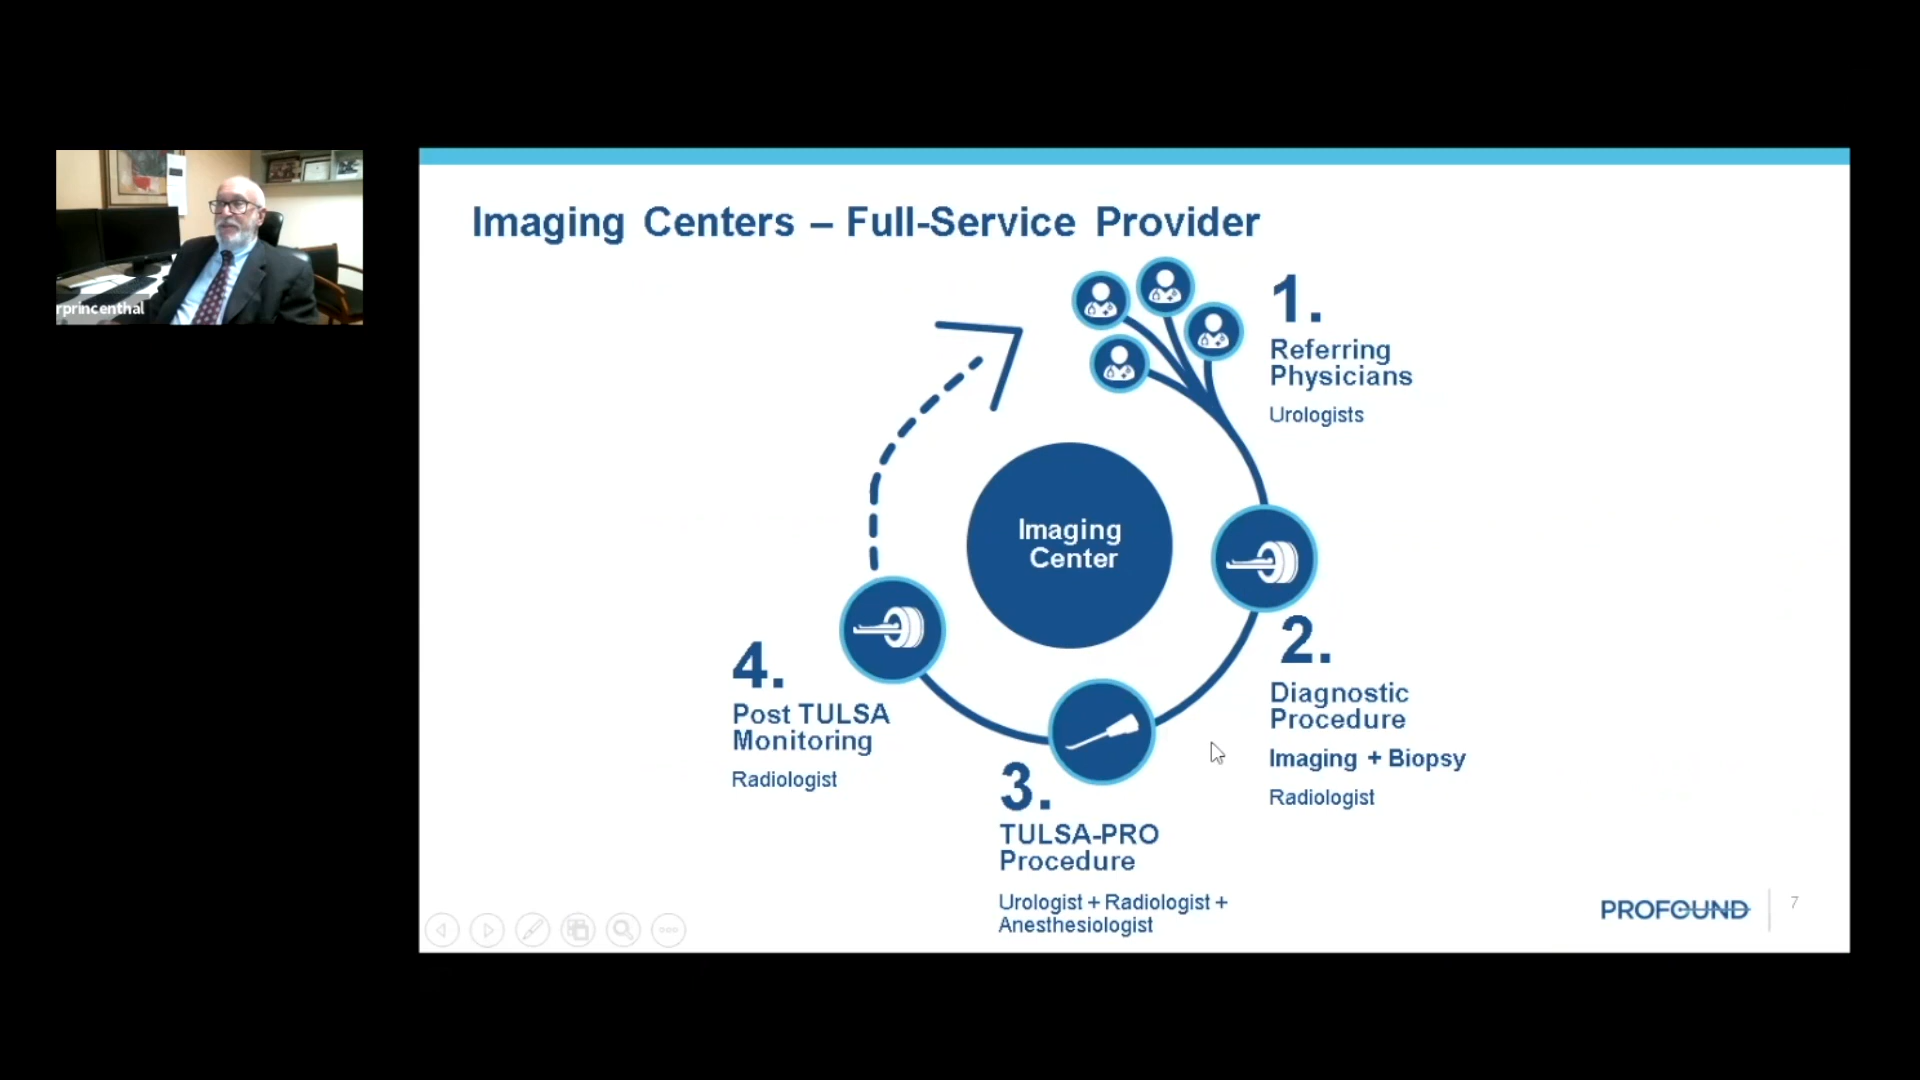 rprincenthal
Imaging Centers – Full-Service Provider
1.
Referring
Physicians
Urologists
Imaging
Center
2.
Diagnostic
Procedure
Imaging + Biopsy
Radiologist
3.
TULSA-PRO
Procedure
Urologist + Radiologist +
Anesthesiologist
4.
Post TULSA
Monitoring
Radiologist
PROFOUND
7